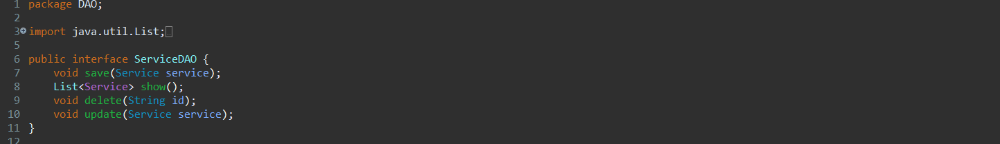 1 package DAO;
2
3 import java.util.List;
5
6 public interface ServiceDAO {
7     void save(Service service);
8     List<Service> show();
9     void delete(String id);
10     void update(Service service);
11 }
12